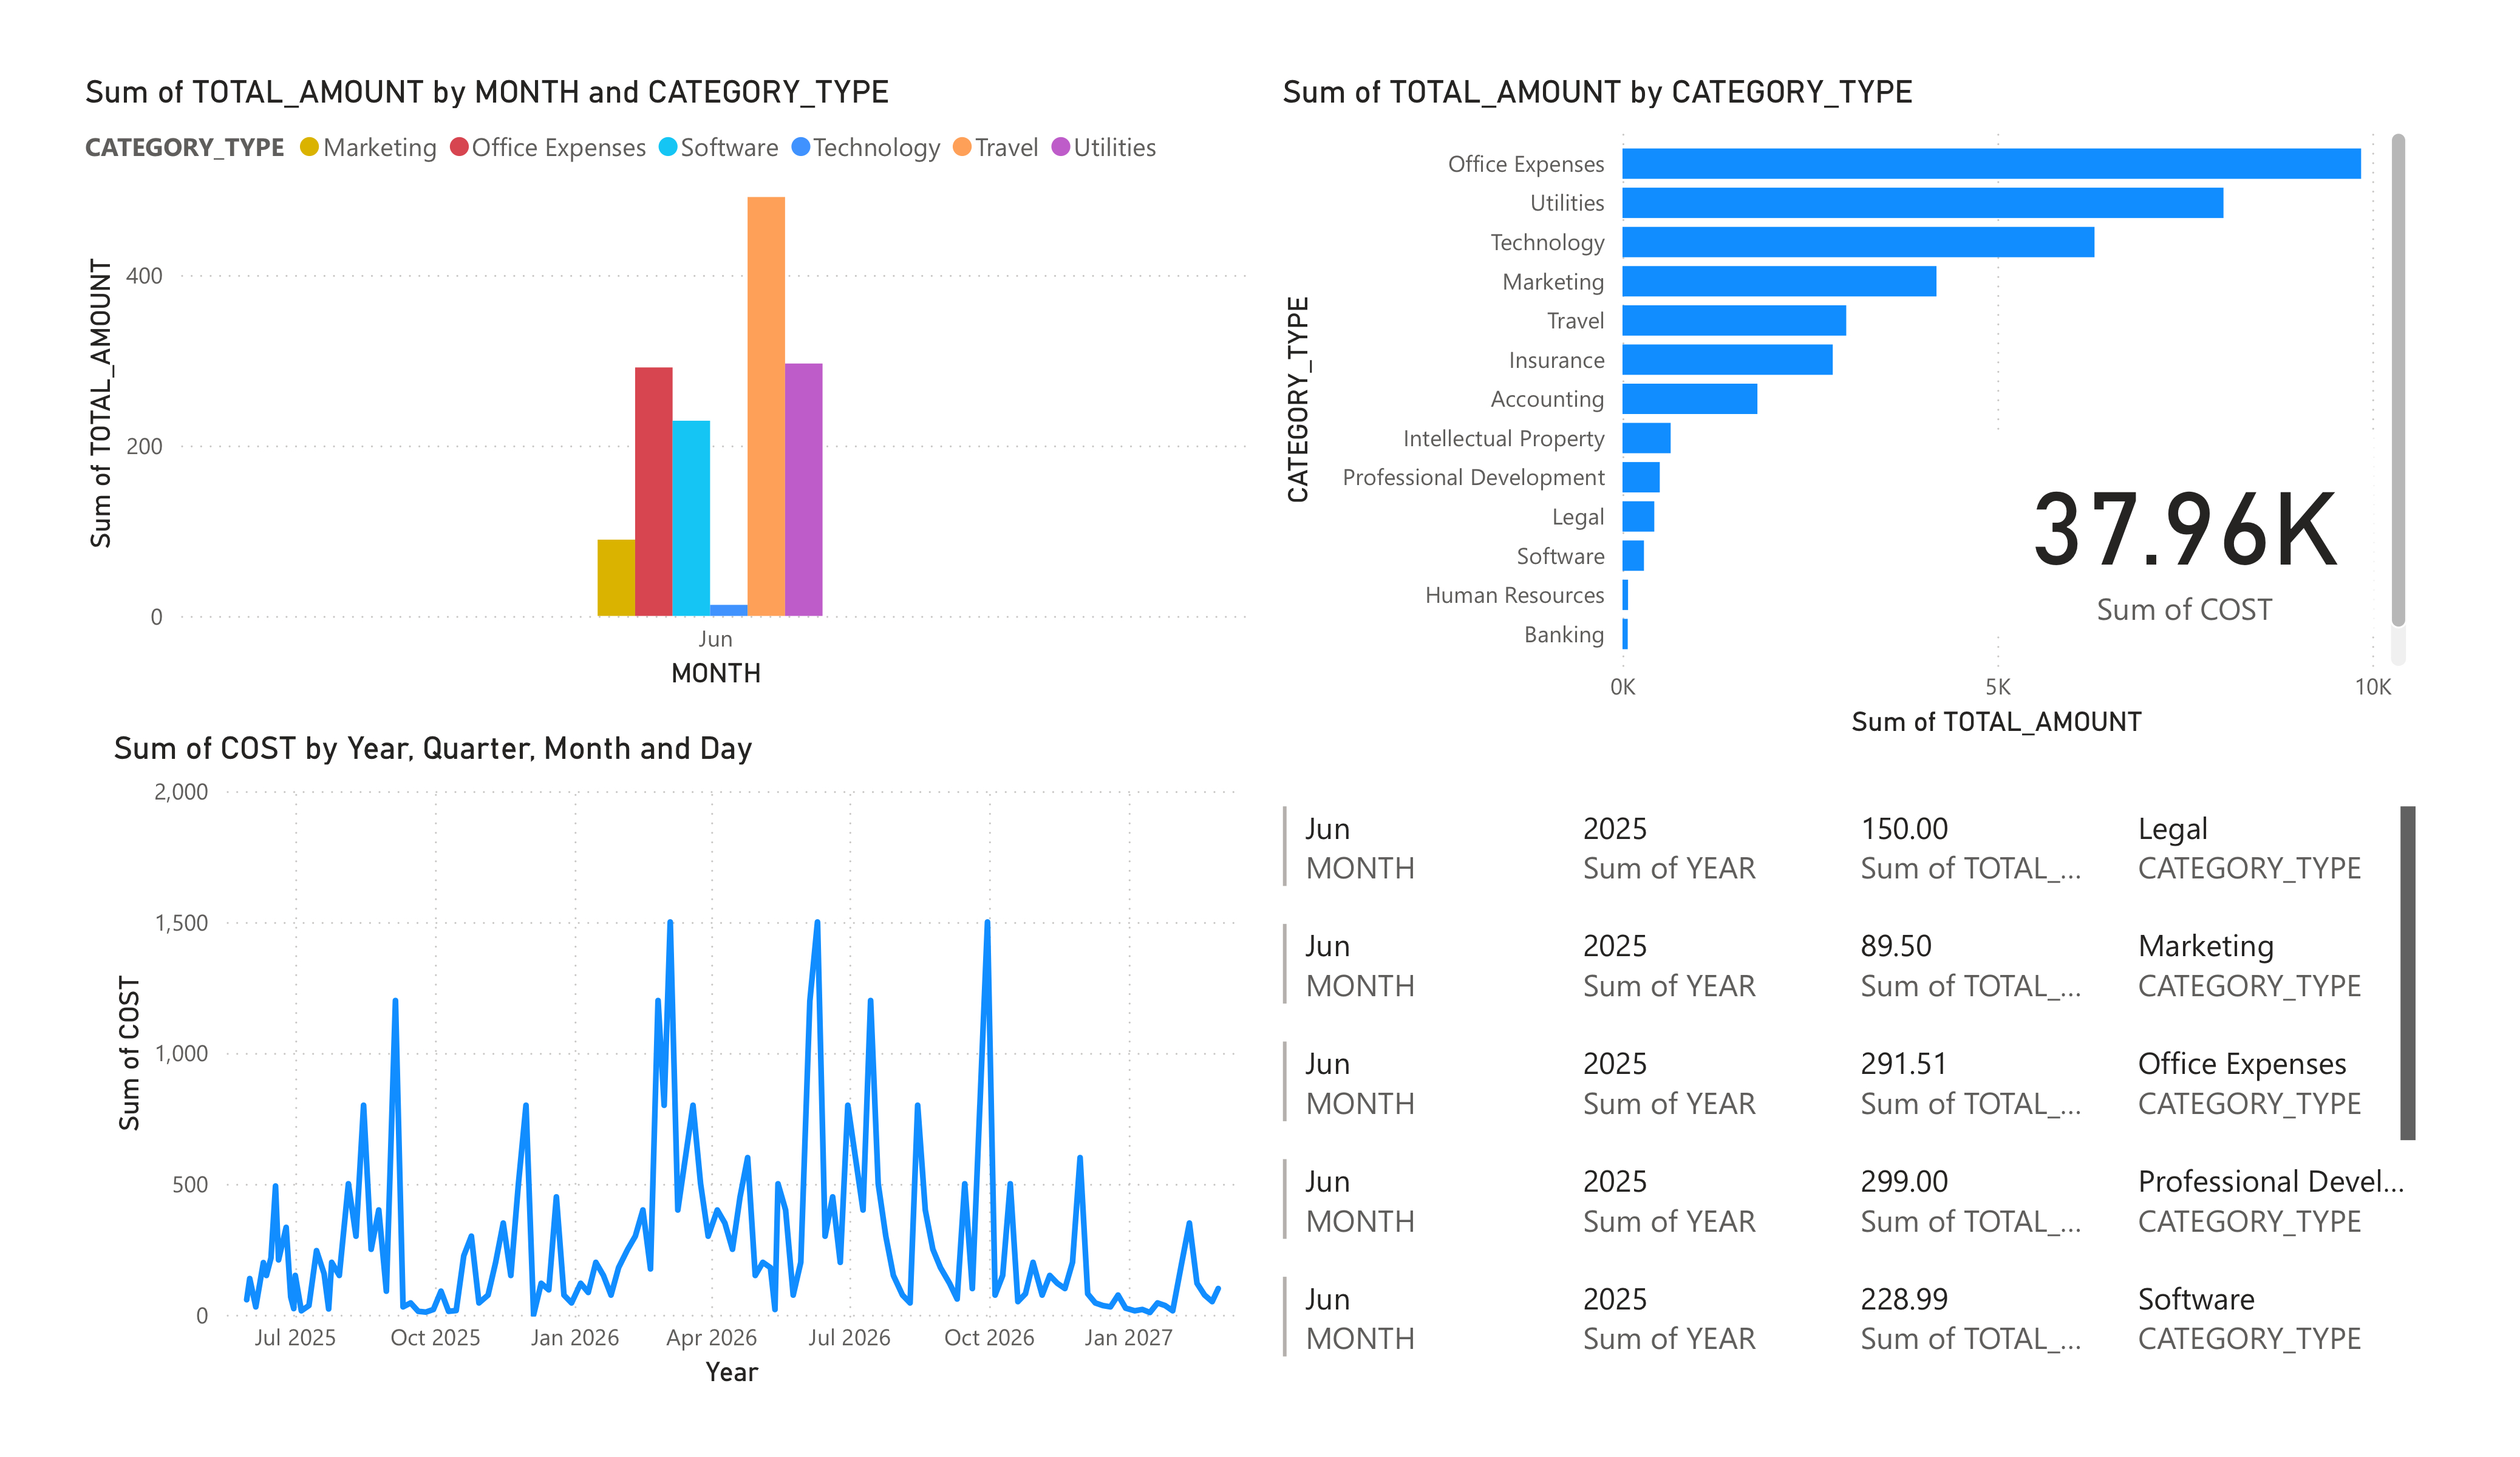 Sum of TOTAL_AMOUNT by MONTH and CATEGORY_TYPE
CATEGORY_TYPE Marketing Office Expenses Software Technology Travel Utilities
Sum of TOTAL_AMOUNT
400
200
0
Jun
MONTH
Sum of TOTAL_AMOUNT by CATEGORY_TYPE
CATEGORY_TYPE
Office Expenses
Utilities
Technology
Marketing
Travel
Insurance
Accounting
Intellectual Property
Professional Development
Legal
Software
Human Resources
Banking
0K 5K 10K
Sum of TOTAL_AMOUNT
37.96K
Sum of COST
Sum of COST by Year, Quarter, Month and Day
Sum of COST
2,000
1,500
1,000
500
0
Jul 2025 Oct 2025 Jan 2026 Apr 2026 Jul 2026 Oct 2026 Jan 2027
Year
Jun 2025 150.00 Legal
MONTH Sum of YEAR Sum of TOTAL_... CATEGORY_TYPE
Jun 2025 89.50 Marketing
MONTH Sum of YEAR Sum of TOTAL_... CATEGORY_TYPE
Jun 2025 291.51 Office Expenses
MONTH Sum of YEAR Sum of TOTAL_... CATEGORY_TYPE
Jun 2025 299.00 Professional Devel...
MONTH Sum of YEAR Sum of TOTAL_... CATEGORY_TYPE
Jun 2025 228.99 Software
MONTH Sum of YEAR Sum of TOTAL_... CATEGORY_TYPE